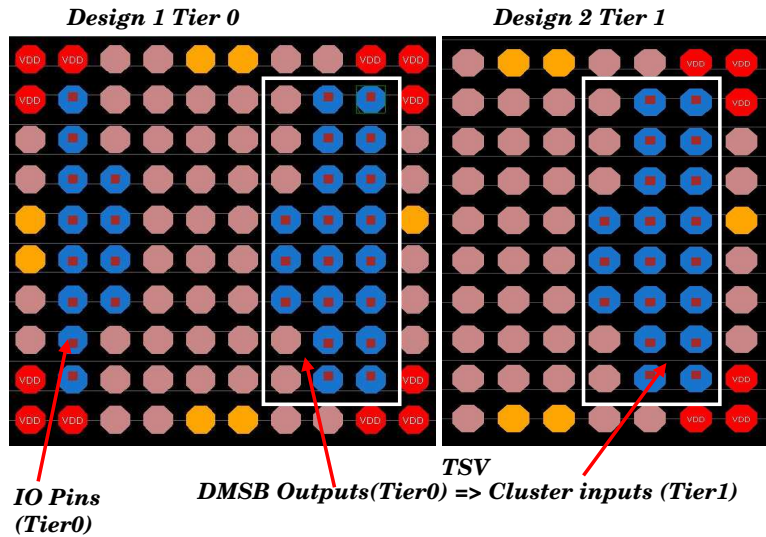 Design 1 Tier 0
Design 2 Tier 1
VDD VDD VDD VDD
VDD VDD
VDD VDD
VDD
VDD VDD
VDD
VDD VDD VDD VDD
VDD VDD
TSV
DMSB Outputs(Tier0) => Cluster inputs (Tier1)
IO Pins
(Tier0)